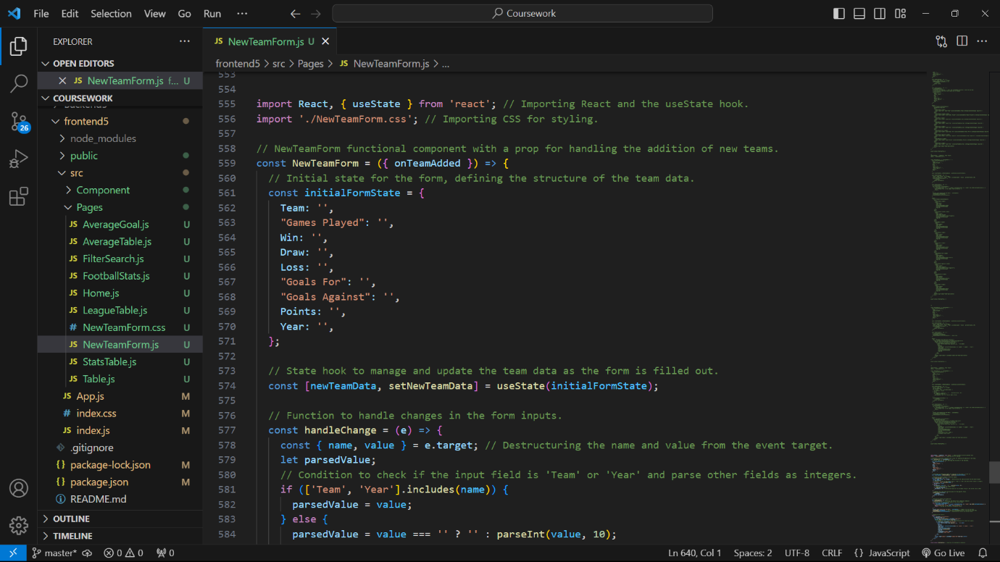 File Edit Selection View Go Run ··· Coursework
EXPLORER ···
OPEN EDITORS
JS NewTeamForm.js f... U
COURSEWORK
Backend5
frontend5
node_modules
public
src
Component
Pages
JS AverageGoal.js U
JS AverageTable.js U
JS FilterSearch.js U
JS FootballStats.js U
JS Home.js U
JS LeagueTable.js U
# NewTeamForm.css U
JS NewTeamForm.js U
JS StatsTable.js U
JS Table.js U
JS App.js M
# index.css M
JS index.js M
.gitignore
{} package-lock.json M
{} package.json M
README.md
OUTLINE
TIMELINE
26
JS NewTeamForm.js U
frontend5 > src > Pages > JS NewTeamForm.js > ...
553
554
555 import React, { useState } from 'react'; // Importing React and the useState hook.
556 import './NewTeamForm.css'; // Importing CSS for styling.
557
558 // NewTeamForm functional component with a prop for handling the addition of new teams.
559 const NewTeamForm = ({ onTeamAdded }) => {
560 // Initial state for the form, defining the structure of the team data.
561 const initialFormState = {
562 Team: '',
563 "Games Played": '',
564 Win: '',
565 Draw: '',
566 Loss: '',
567 "Goals For": '',
568 "Goals Against": '',
569 Points: '',
570 Year: '',
571 };
572
573 // State hook to manage and update the team data as the form is filled out.
574 const [newTeamData, setNewTeamData] = useState(initialFormState);
575
576 // Function to handle changes in the form inputs.
577 const handleChange = (e) => {
578 const { name, value } = e.target; // Destructuring the name and value from the event target.
579 let parsedValue;
580 // Condition to check if the input field is 'Team' or 'Year' and parse other fields as integers.
581 if (['Team', 'Year'].includes(name)) {
582 parsedValue = value;
583 } else {
584 parsedValue = value === '' ? '' : parseInt(value, 10);
master* 0 0 0 Ln 640, Col 1 Spaces: 2 UTF-8 CRLF {} JavaScript Go Live